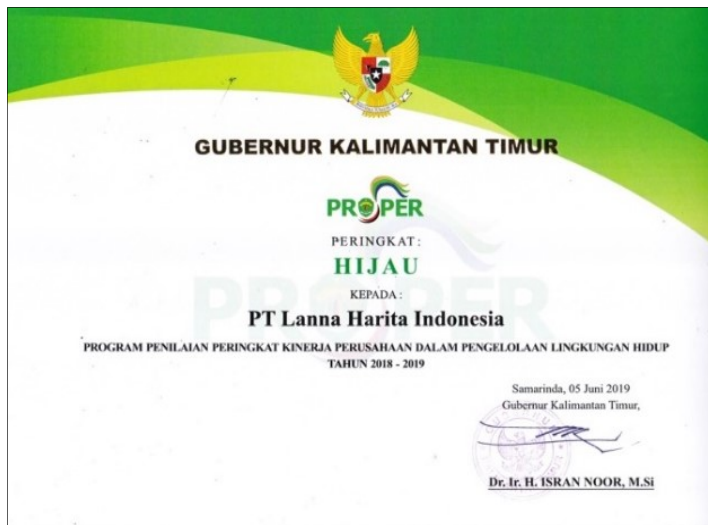 GUBERNUR KALIMANTAN TIMUR
PROPER
PERINGKAT :
HIJAU
KEPADA :
PT Lanna Harita Indonesia
PROGRAM PENILAIAN PERINGKAT KINERJA PERUSAHAAN DALAM PENGELOLAAN LINGKUNGAN HIDUP
TAHUN 2018 - 2019
Samarinda, 05 Juni 2019
Gubernur Kalimantan Timur,
Dr. Ir. H. ISRAN NOOR, M.Si